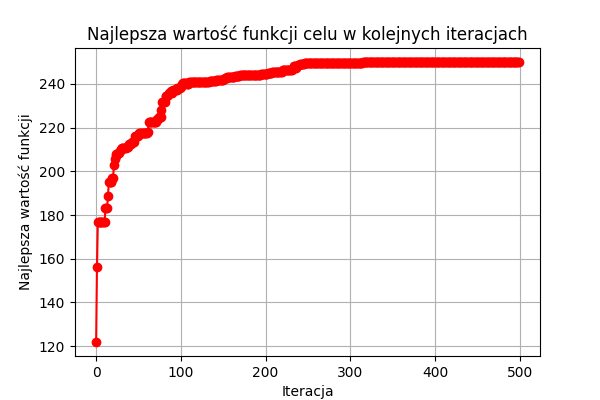 Najlepsza wartość funkcji celu w kolejnych iteracjach
Najlepsza wartość funkcji
240
220
200
180
160
140
120
0 100 200 300 400 500
Iteracja